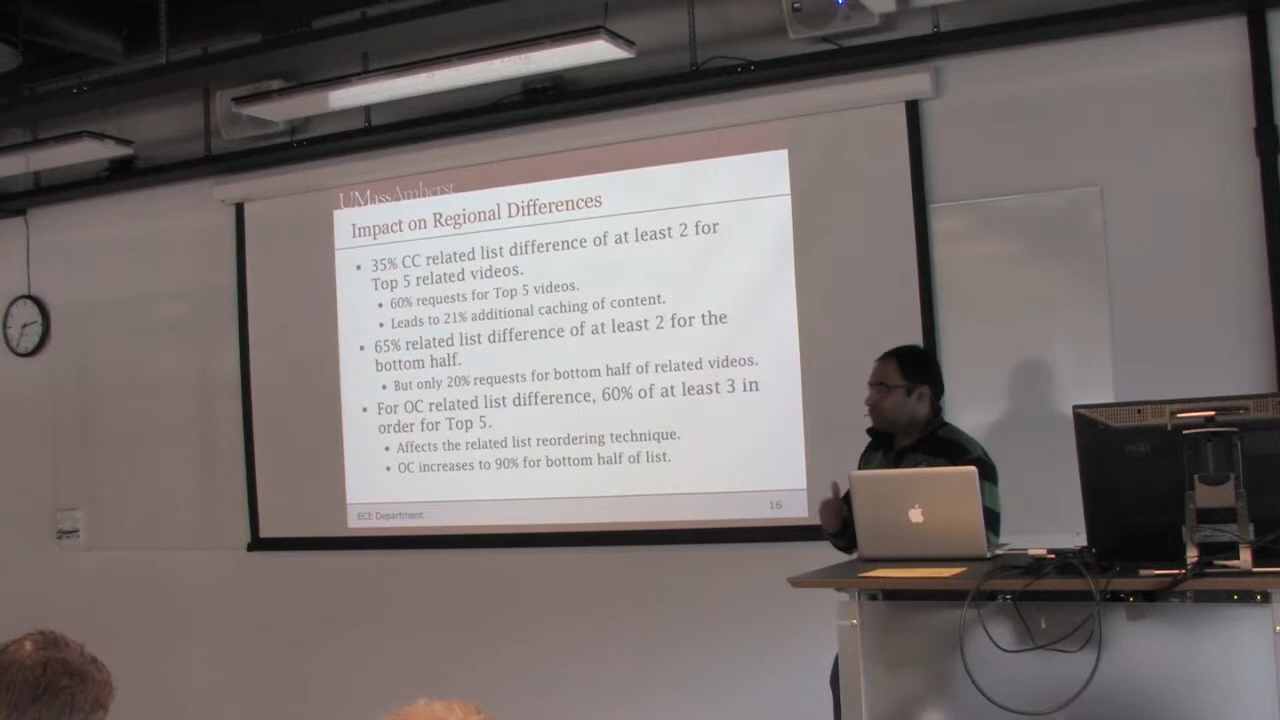 UMassAmherst
Impact on Regional Differences
▪ 35% CC related list difference of at least 2 for
Top 5 related videos.
• 60% requests for Top 5 videos.
• Leads to 21% additional caching of content.
▪ 65% related list difference of at least 2 for the
bottom half.
• But only 20% requests for bottom half of related videos.
▪ For OC related list difference, 60% of at least 3 in
order for Top 5.
• Affects the related list reordering technique.
• OC increases to 90% for bottom half of list.
ECE Department
16